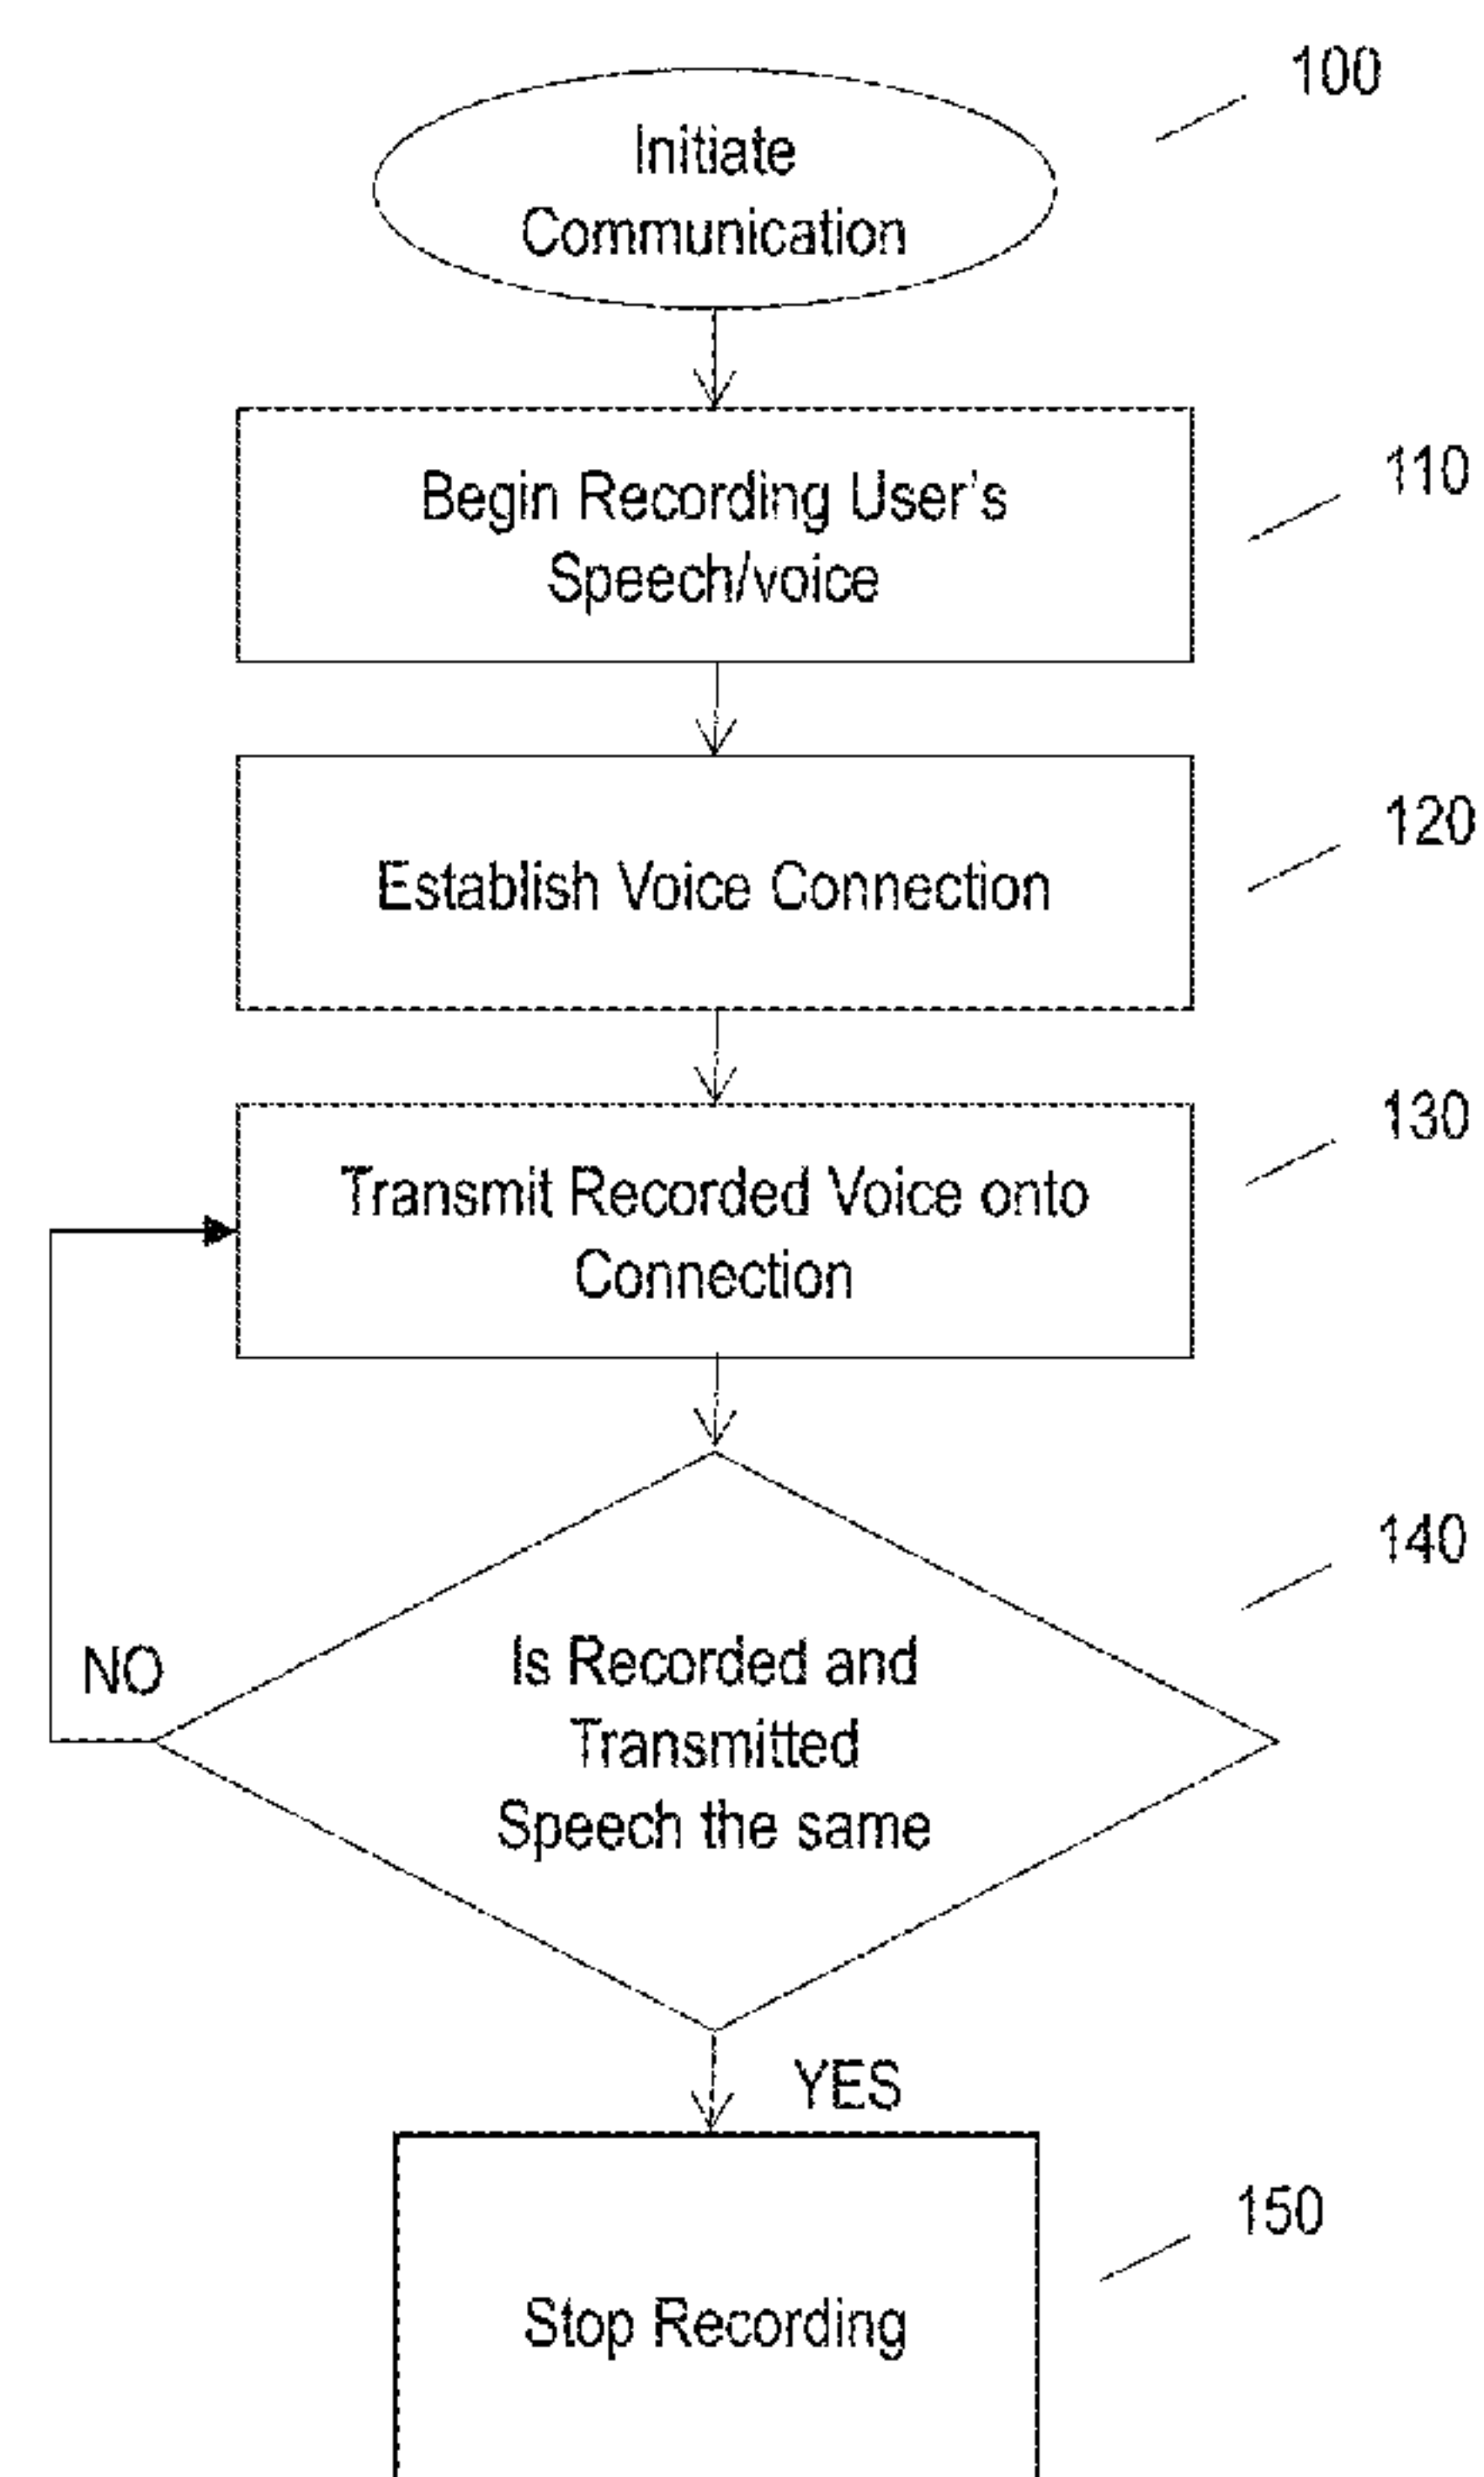 100
Initiate
Communication
110
Begin Recording User's
Speech/voice
120
Establish Voice Connection
130
Transmit Recorded Voice onto
Connection
140
NO
Is Recorded and
Transmitted
Speech the same
YES
150
Stop Recording